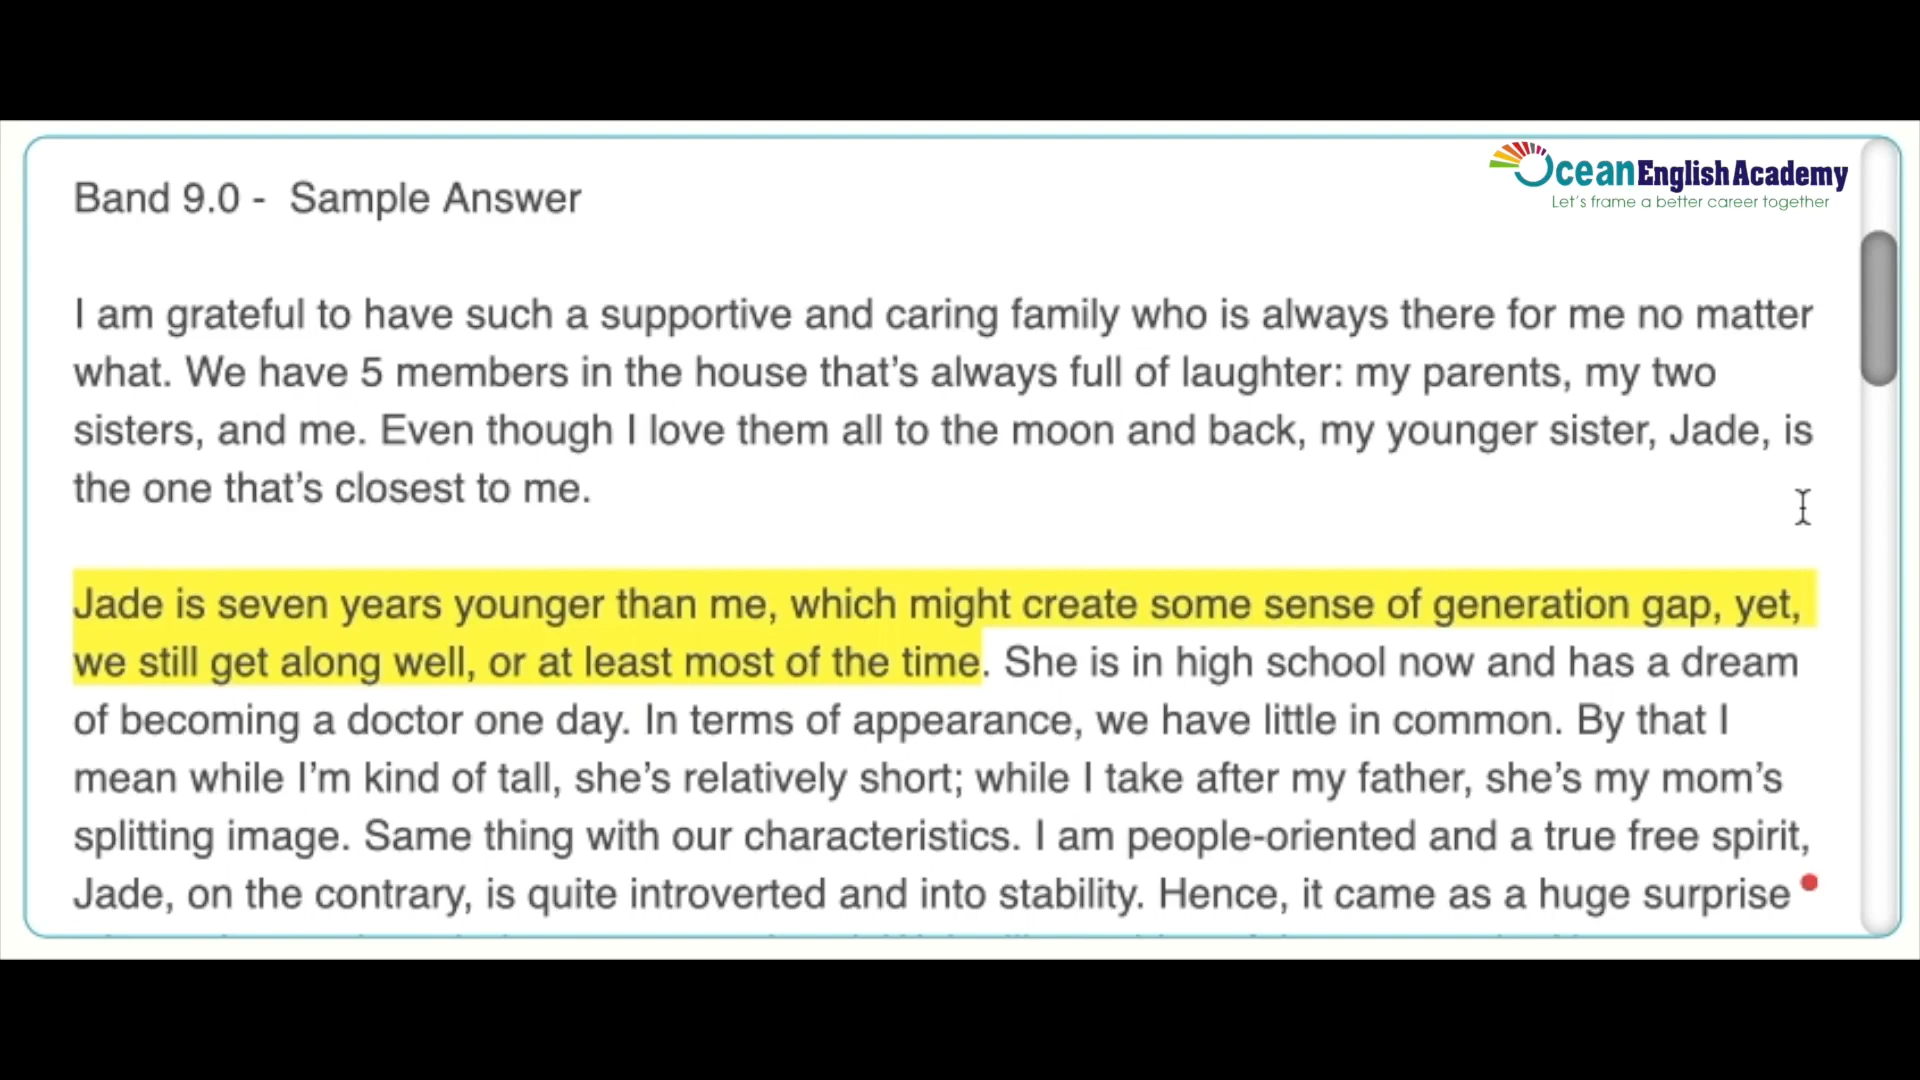 Ocean English Academy
Let's frame a better career together
Band 9.0 - Sample Answer
I am grateful to have such a supportive and caring family who is always there for me no matter
what. We have 5 members in the house that's always full of laughter: my parents, my two
sisters, and me. Even though I love them all to the moon and back, my younger sister, Jade, is
the one that's closest to me.
Jade is seven years younger than me, which might create some sense of generation gap, yet,
we still get along well, or at least most of the time. She is in high school now and has a dream
of becoming a doctor one day. In terms of appearance, we have little in common. By that I
mean while I'm kind of tall, she's relatively short; while I take after my father, she's my mom's
splitting image. Same thing with our characteristics. I am people-oriented and a true free spirit,
Jade, on the contrary, is quite introverted and into stability. Hence, it came as a huge surprise